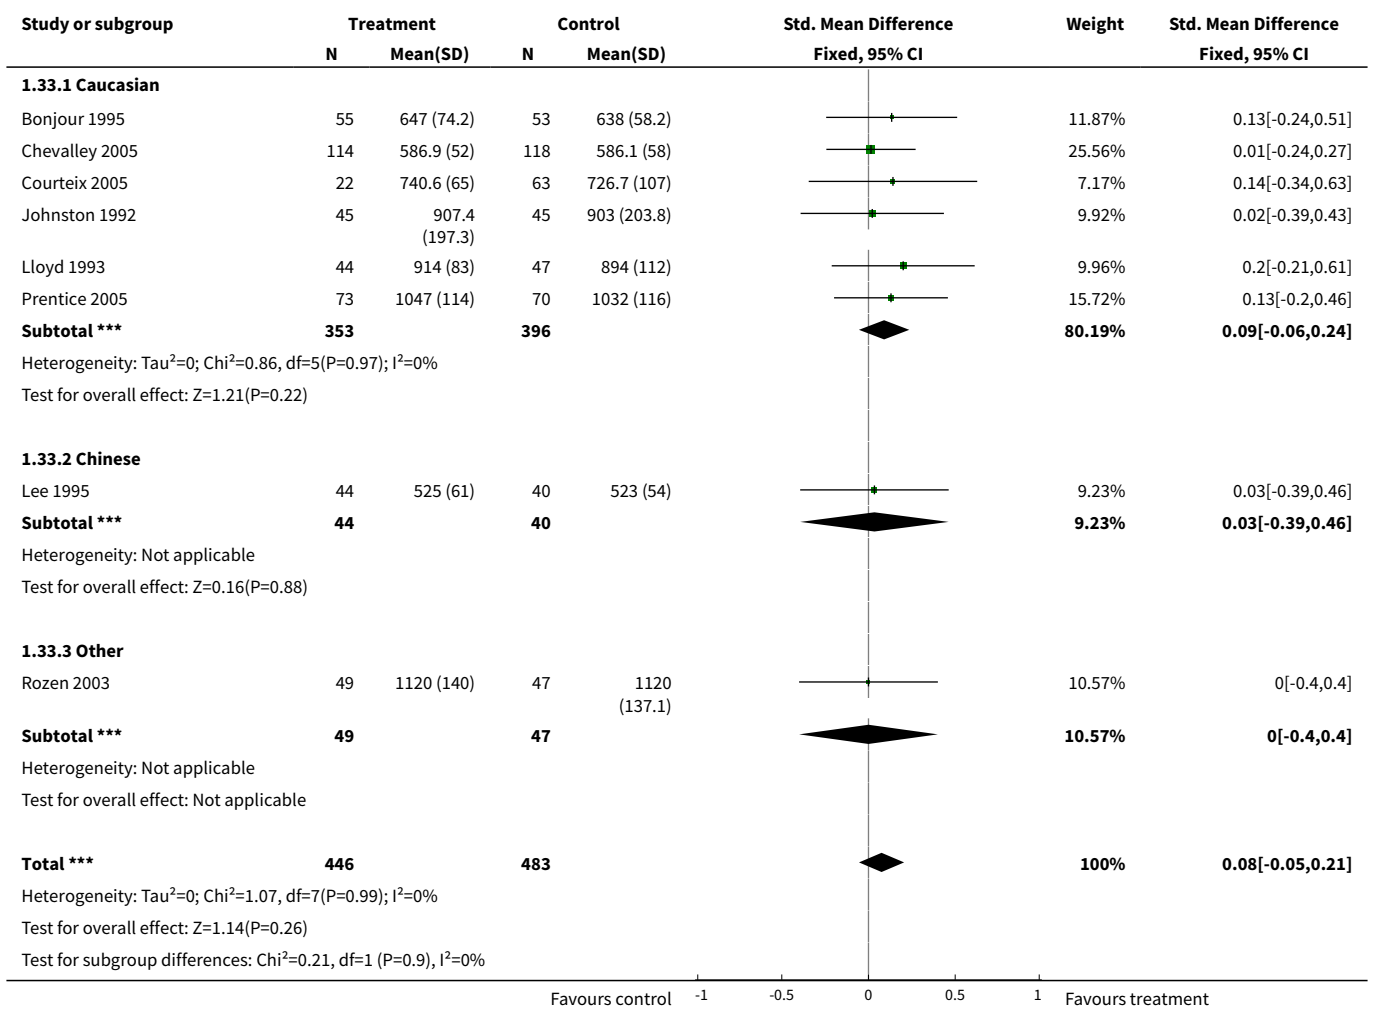 Study or subgroup Treatment Control Std. Mean Difference Weight Std. Mean Difference
N Mean(SD) N Mean(SD) Fixed, 95% CI Fixed, 95% CI
1.33.1 Caucasian
Bonjour 1995 55 647 (74.2) 53 638 (58.2) 11.87% 0.13[-0.24,0.51]
Chevalley 2005 114 586.9 (52) 118 586.1 (58) 25.56% 0.01[-0.24,0.27]
Courteix 2005 22 740.6 (65) 63 726.7 (107) 7.17% 0.14[-0.34,0.63]
Johnston 1992 45 907.4 45 903 (203.8) 9.92% 0.02[-0.39,0.43]
(197.3)
Lloyd 1993 44 914 (83) 47 894 (112) 9.96% 0.2[-0.21,0.61]
Prentice 2005 73 1047 (114) 70 1032 (116) 15.72% 0.13[-0.2,0.46]
Subtotal *** 353 396 80.19% 0.09[-0.06,0.24]
Heterogeneity: Tau²=0; Chi²=0.86, df=5(P=0.97); I²=0%
Test for overall effect: Z=1.21(P=0.22)
1.33.2 Chinese
Lee 1995 44 525 (61) 40 523 (54) 9.23% 0.03[-0.39,0.46]
Subtotal *** 44 40 9.23% 0.03[-0.39,0.46]
Heterogeneity: Not applicable
Test for overall effect: Z=0.16(P=0.88)
1.33.3 Other
Rozen 2003 49 1120 (140) 47 1120 10.57% 0[-0.4,0.4]
(137.1)
Subtotal *** 49 47 10.57% 0[-0.4,0.4]
Heterogeneity: Not applicable
Test for overall effect: Not applicable
Total *** 446 483 100% 0.08[-0.05,0.21]
Heterogeneity: Tau²=0; Chi²=1.07, df=7(P=0.99); I²=0%
Test for overall effect: Z=1.14(P=0.26)
Test for subgroup differences: Chi²=0.21, df=1 (P=0.9), I²=0%
Favours control -1 -0.5 0 0.5 1 Favours treatment